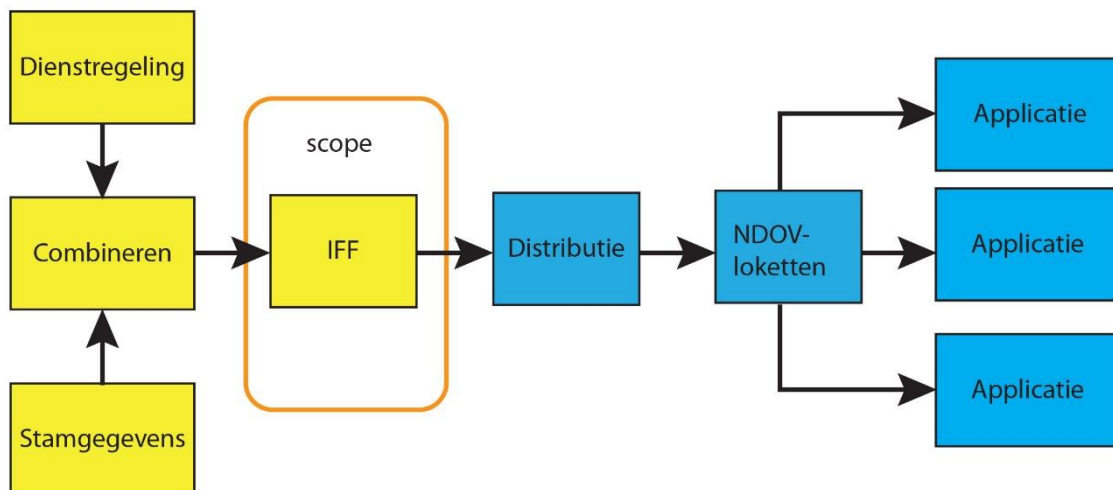 Dienstregeling
Applicatie
scope
Combineren
IFF
Distributie
NDOV-
loketten
Applicatie
Applicatie
Stamgegevens